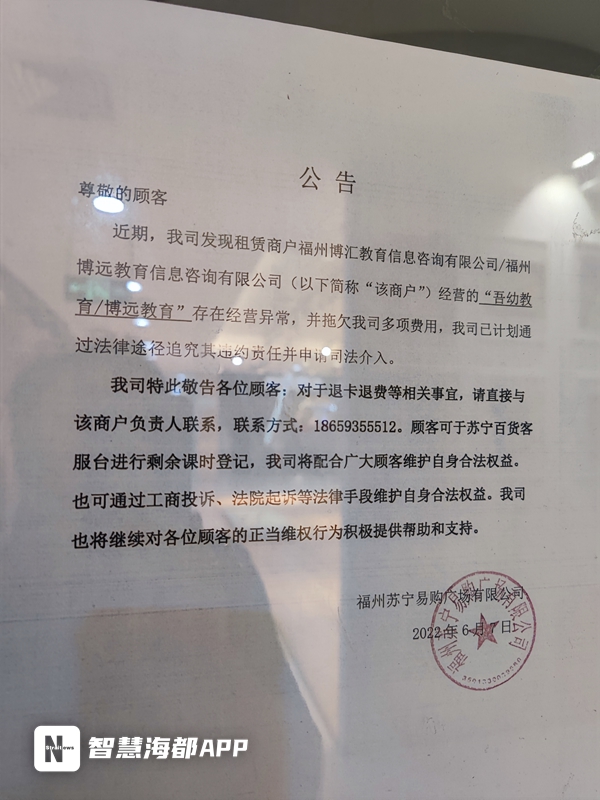 公告
尊敬的顾客
近期，我司发现租赁商户福州博汇教育信息咨询有限公司/福州
博远教育信息咨询有限公司（以下简称“该商户”）经营的“吾幼教
育/博远教育”存在经营异常，并拖欠我司多项费用，我司已计划通
过法律途径追究其违约责任并申请司法介入。
我司特此敬告各位顾客：对于退卡退费等相关事宜，请直接与
该商户负责人联系，联系方式：18659355512。顾客可于苏宁百货客
服台进行剩余课时登记，我司将配合广大顾客维护自身合法权益。
也可通过工商投诉、法院起诉等法律手段维护自身合法权益。我司
也将继续对各位顾客的正当维权行为积极提供帮助和支持。
福州苏宁易购广场有限公司
2022年6月7日
福州苏宁易购广场有限公司
N
智慧海都APP